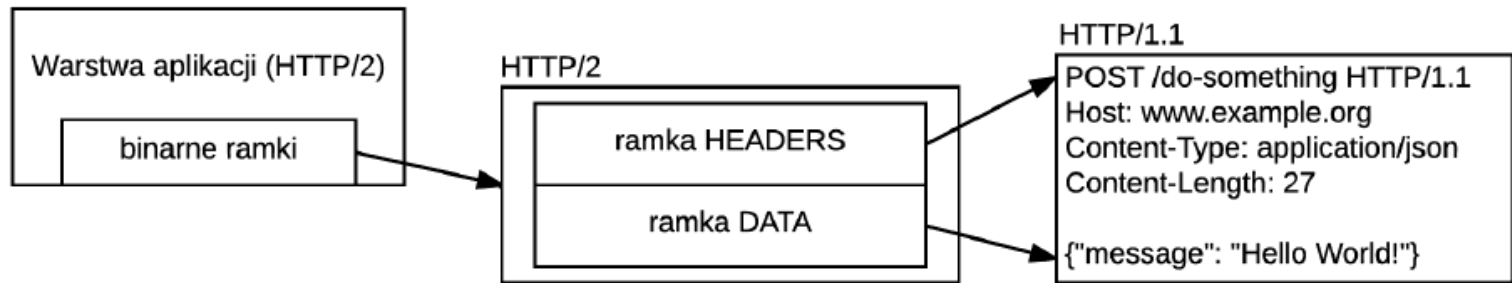 Warstwa aplikacji (HTTP/2)
binarne ramki
HTTP/2
ramka HEADERS
ramka DATA
HTTP/1.1
POST /do-something HTTP/1.1
Host: www.example.org
Content-Type: application/json
Content-Length: 27
{"message": "Hello World!"}